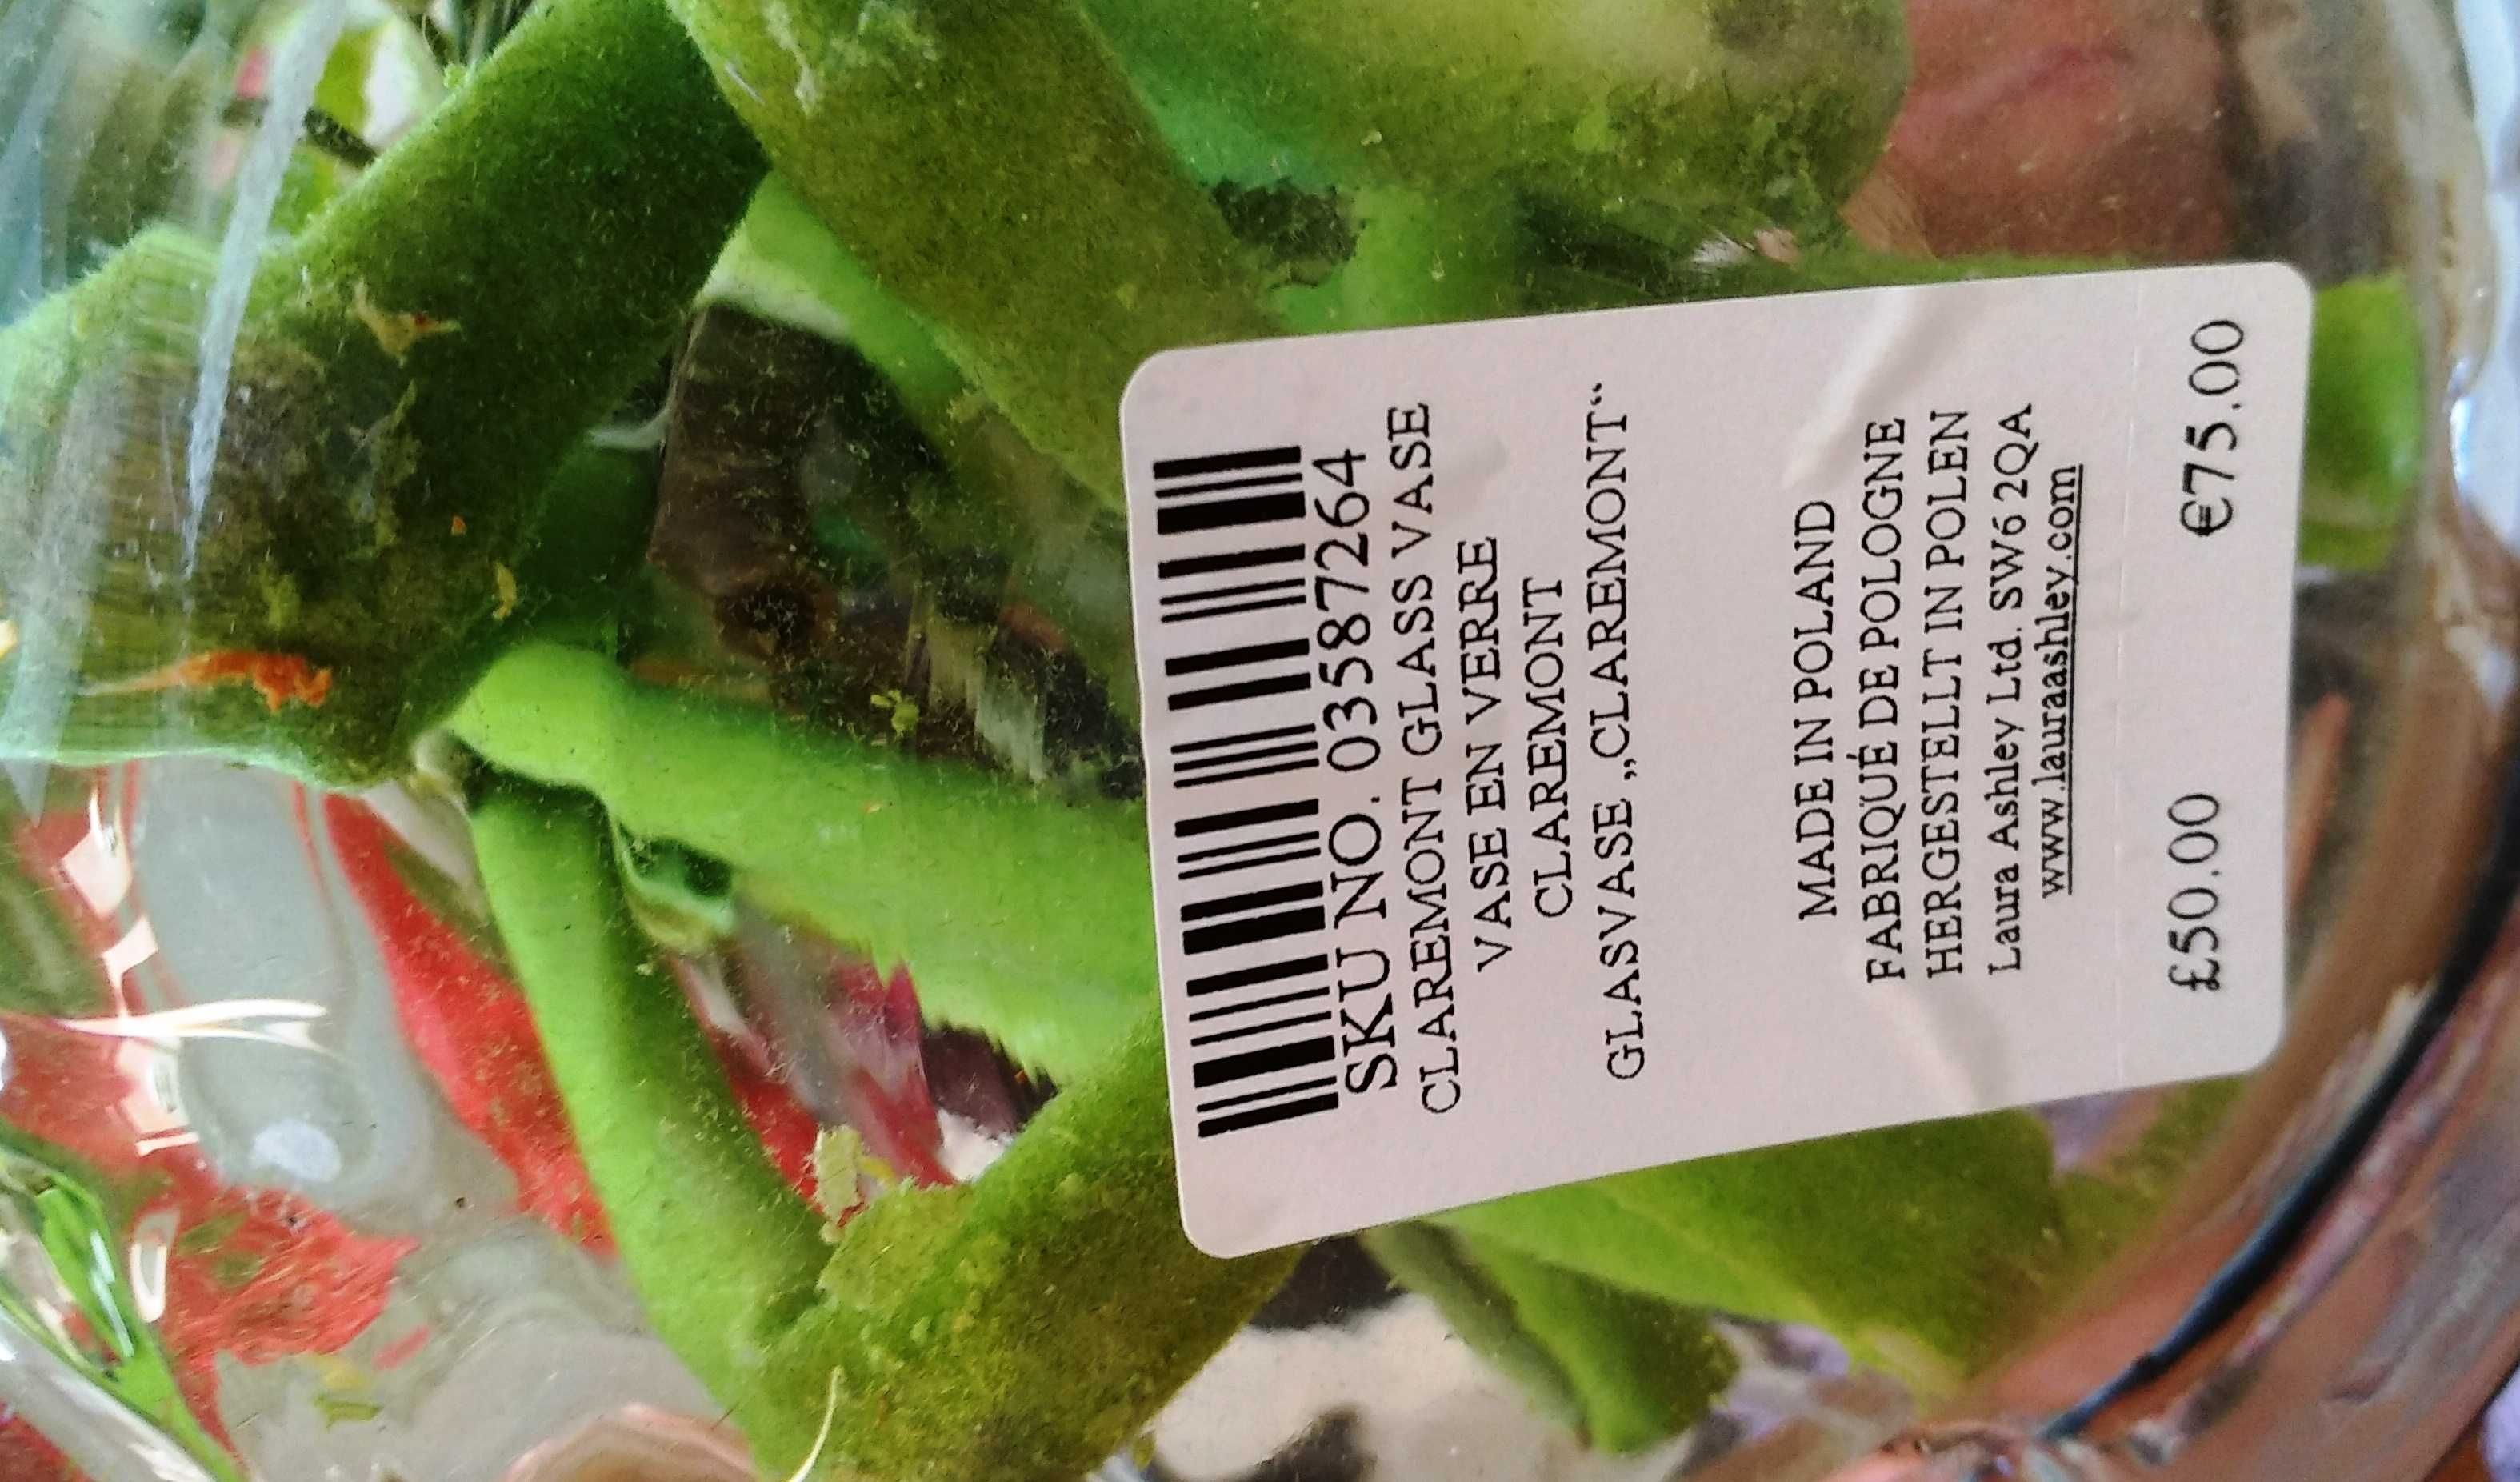 SKU NO. 03587264
CLAREMONT GLASS VASE
VASE EN VERRE
CLAREMONT
GLASVASE „CLAREMONT“
MADE IN POLAND
FABRIQUÉ DE POLOGNE
HERGESTELLT IN POLEN
Laura Ashley Ltd. SW6 2QA
www.lauraashley.com
£50.00 €75.00